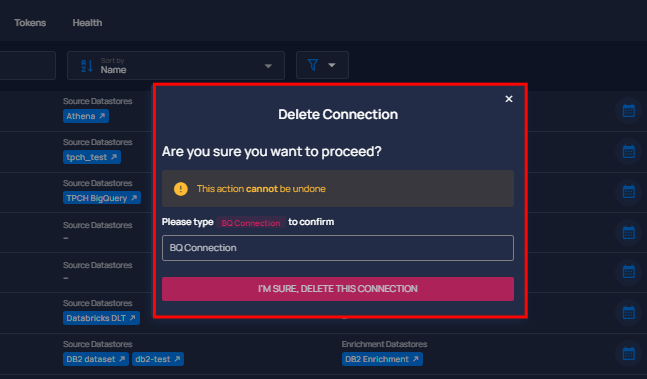 Tokens Health
Sort by
Name
Source Datastores
Athena
Source Datastores
tpch_test
Source Datastores
TPCH BigQuery
Source Datastores
–
Source Datastores
–
Source Datastores
Databricks DLT
–
Source Datastores
DB2 dataset db2-test
Enrichment Datastores
DB2 Enrichment
Delete Connection
Are you sure you want to proceed?
This action cannot be undone
Please type BQ Connection to confirm
BQ Connection
I'M SURE, DELETE THIS CONNECTION